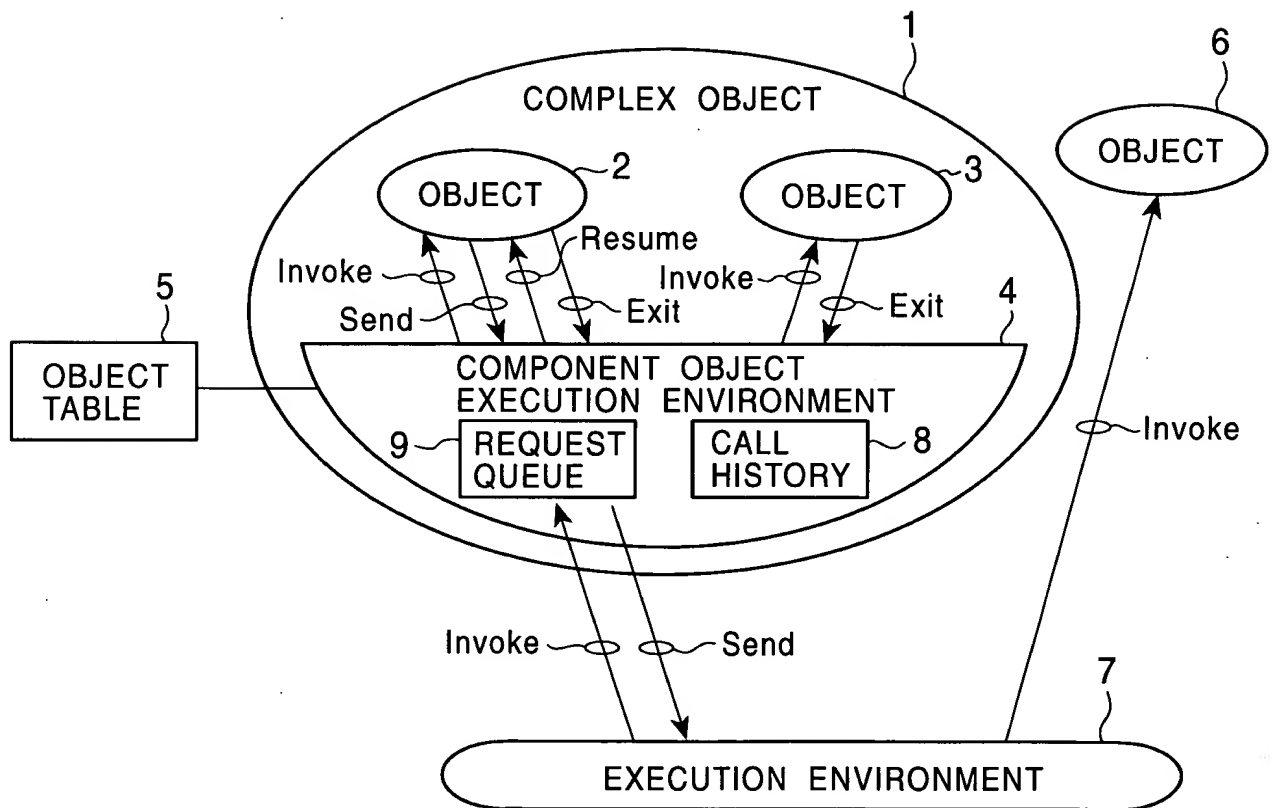 1
6
COMPLEX OBJECT
OBJECT
2
OBJECT
3
OBJECT
Resume
Invoke
Invoke
5
Send
Exit
Exit
4
OBJECT
TABLE
COMPONENT OBJECT
EXECUTION ENVIRONMENT
Invoke
9
REQUEST
QUEUE
CALL
HISTORY
8
Invoke
Send
7
EXECUTION ENVIRONMENT